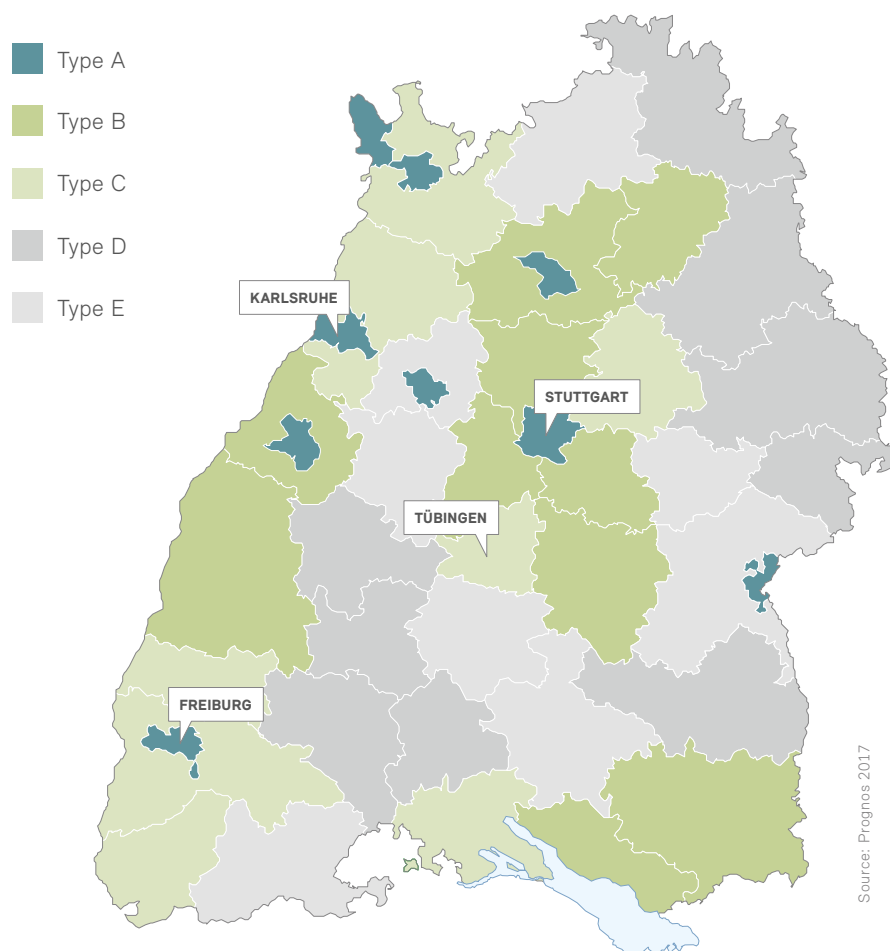 Type A
Type B
Type C
Type D
Type E
KARLSRUHE
STUTTGART
TÜBINGEN
FREIBURG
Source: Prognos 2017